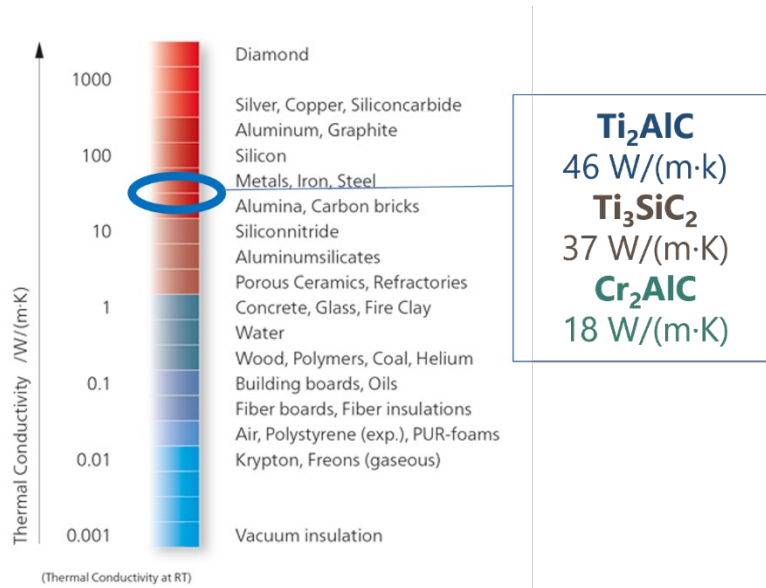 Diamond
1000
Silver, Copper, Siliconcarbide
Aluminum, Graphite
100
Silicon
Metals, Iron, Steel
Alumina, Carbon bricks
10
Siliconnitride
Aluminumsilicates
Porous Ceramics, Refractories
1
Concrete, Glass, Fire Clay
Water
Wood, Polymers, Coal, Helium
0.1
Building boards, Oils
Fiber boards, Fiber insulations
Air, Polystyrene (exp.), PUR-foams
0.01
Krypton, Freons (gaseous)
0.001
Vacuum insulation
Thermal Conductivity /W/(m·K)
(Thermal Conductivity at RT)
Ti₂AlC
46 W/(m·k)
Ti₃SiC₂
37 W/(m·K)
Cr₂AlC
18 W/(m·K)